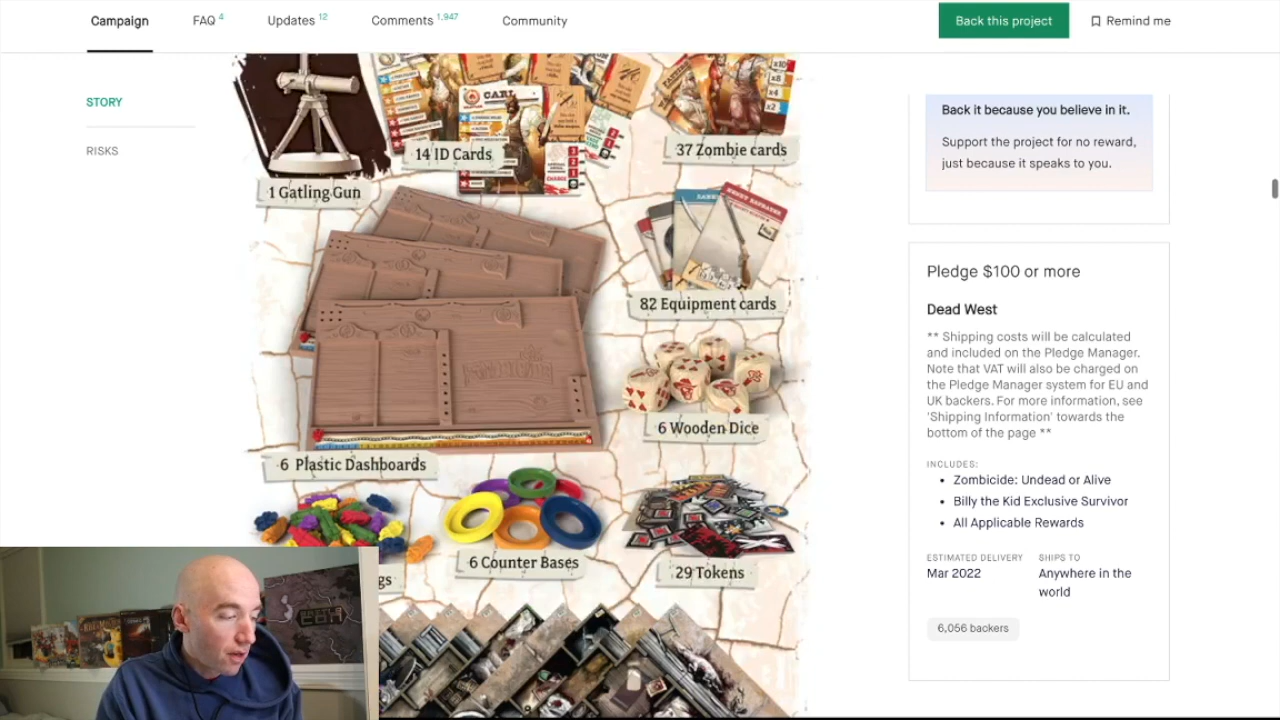 Campaign
FAQ 4
Updates 12
Comments 1,947
Community
Back this project
Remind me
STORY
RISKS
CARL
14 ID Cards
37 Zombie cards
1 Gatling Gun
82 Equipment cards
6 Wooden Dice
6 Plastic Dashboards
gs
6 Counter Bases
29 Tokens
Back it because you believe in it.
Support the project for no reward,
just because it speaks to you.
Pledge $100 or more
Dead West
** Shipping costs will be calculated
and included on the Pledge Manager.
Note that VAT will also be charged on
the Pledge Manager system for EU and
UK backers. For more information, see
'Shipping Information' towards the
bottom of the page **
INCLUDES:
• Zombicide: Undead or Alive
• Billy the Kid Exclusive Survivor
• All Applicable Rewards
ESTIMATED DELIVERY
Mar 2022
SHIPS TO
Anywhere in the
world
6,056 backers